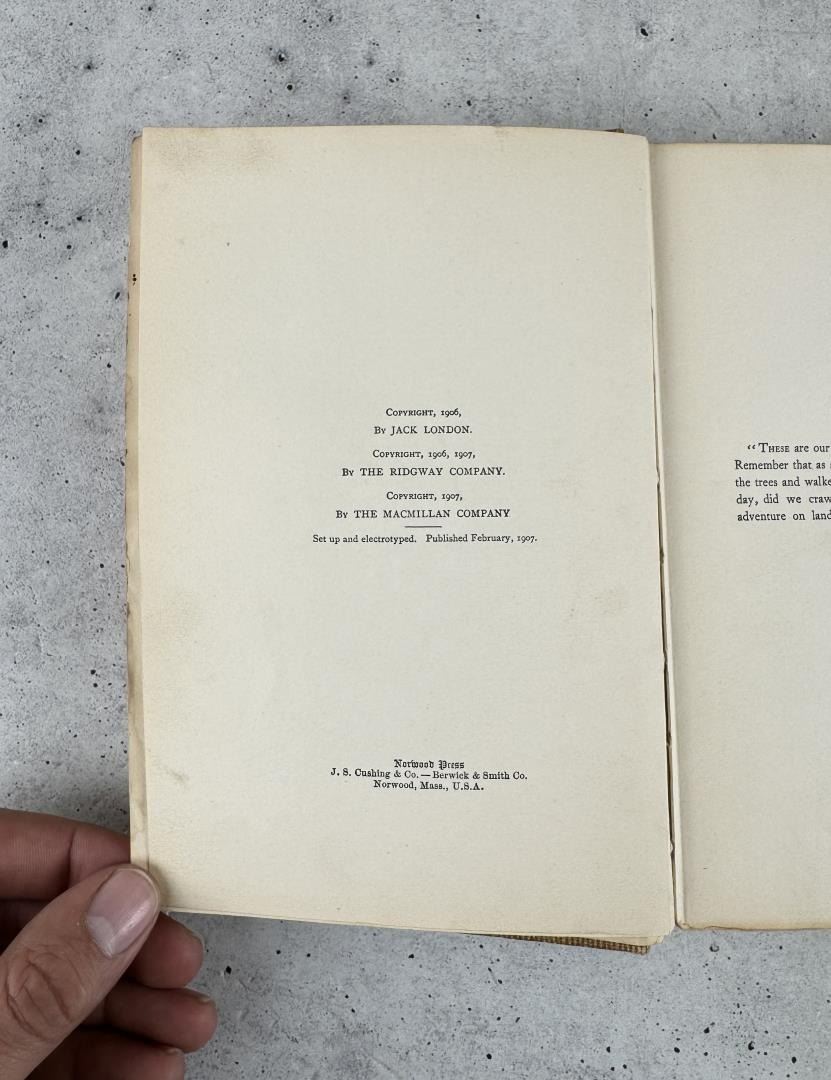 COPYRIGHT, 1906,
BY JACK LONDON.
COPYRIGHT, 1906, 1907,
BY THE RIDGWAY COMPANY.
COPYRIGHT, 1907,
BY THE MACMILLAN COMPANY
Set up and electrotyped. Published February, 1907.
Norwood Press
J. S. Cushing & Co. — Berwick & Smith Co.
Norwood, Mass., U.S.A.
“THESE are our
Remember that as
the trees and walke
day, did we craw
adventure on land